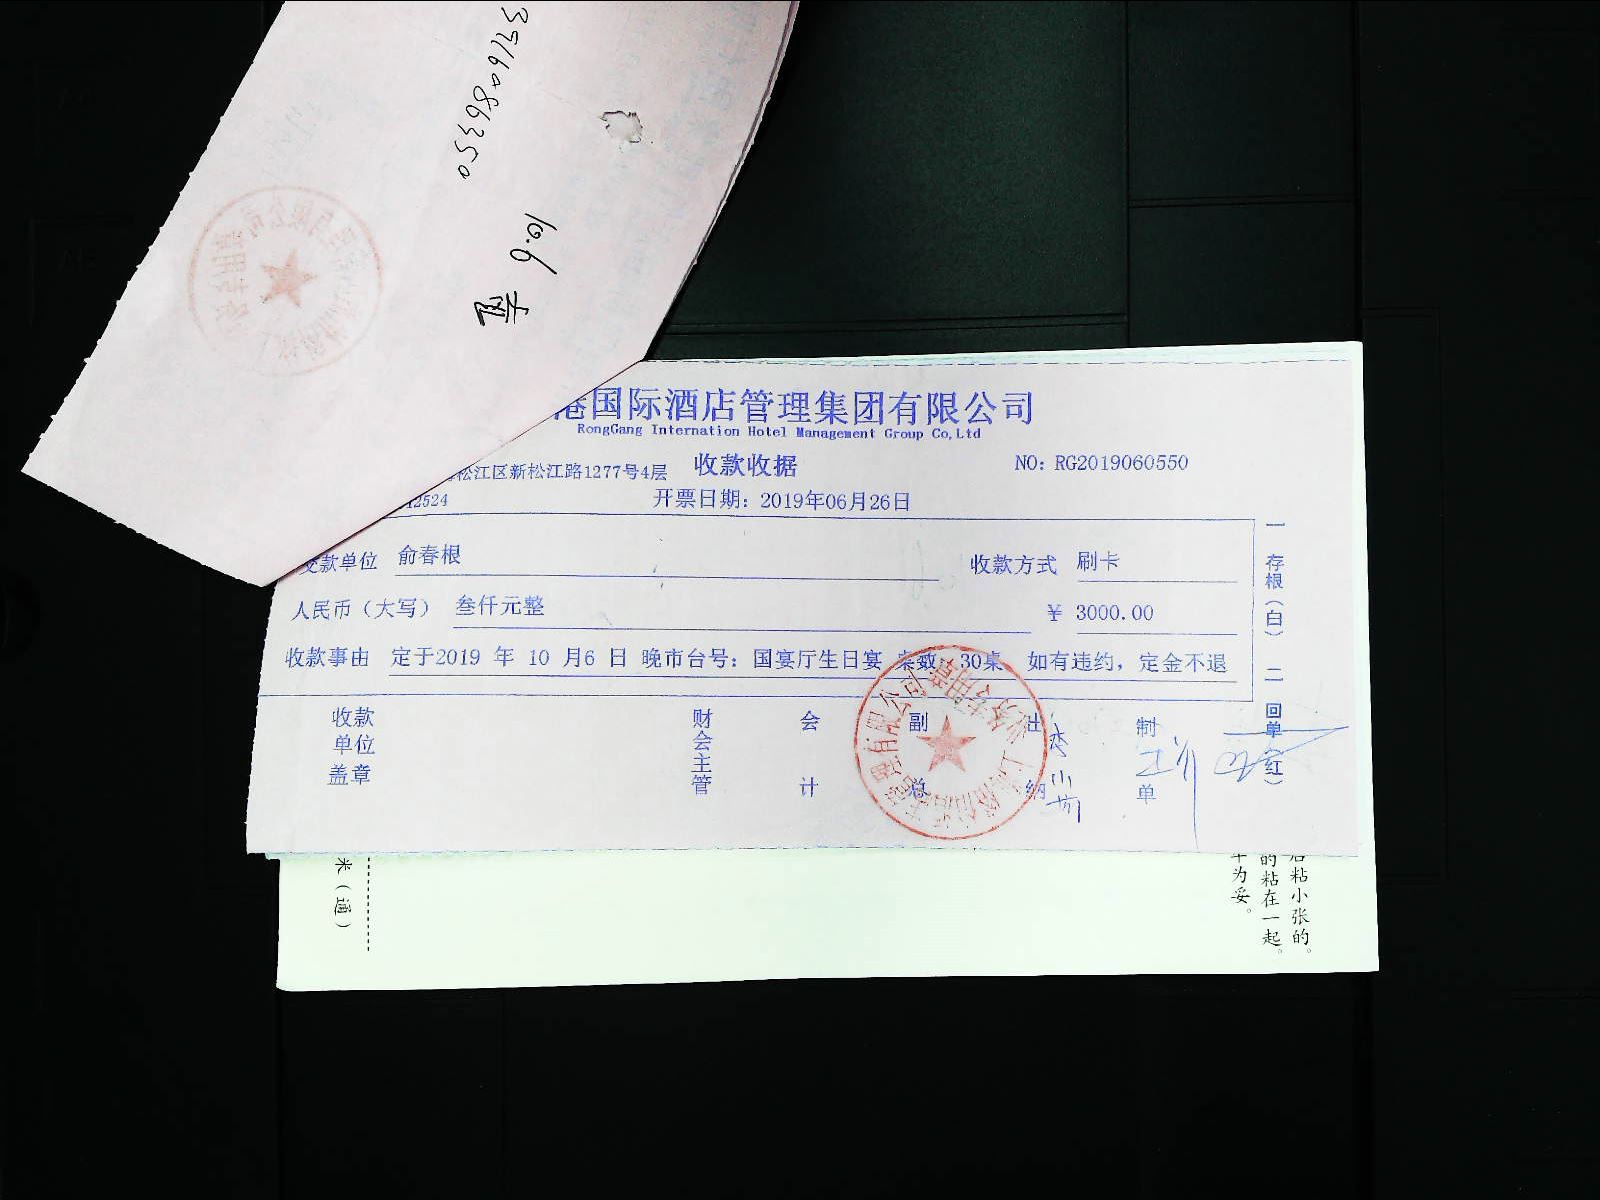 港国际酒店管理集团有限公司
RongGang Internation Hotel Management Group Co,Ltd
松江区新松江路1277号4层 收款收据 NO: RG2019060550
12524 开票日期: 2019年06月26日
交款单位 俞春根 收款方式 刷卡
人民币（大写） 叁仟元整 ￥ 3000.00
收款事由 定于2019 年 10 月6 日 晚市台号: 国宴厅生日宴 桌数: 30桌 如有违约, 定金不退
收款单位盖章 财会主管 会计 副总 出纳 制单
一 存根（白） 二 回单（红）
10.6
米（通）
后粘小张的。
的粘在一起。
牢为妥。